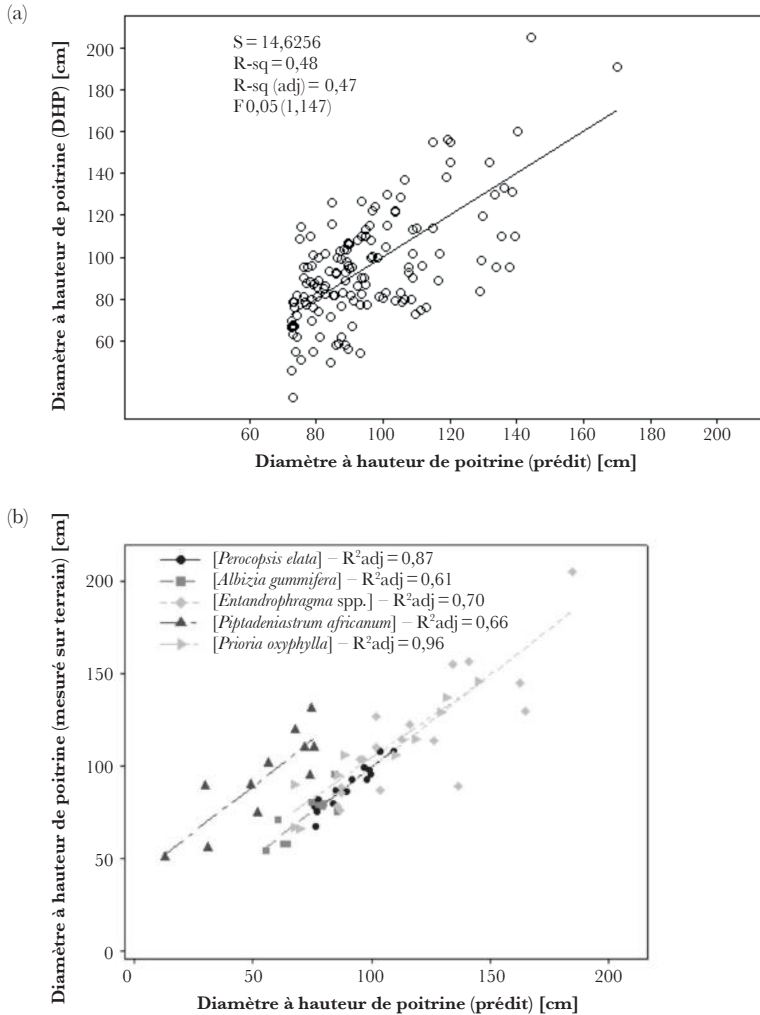 (a)
Diamètre à hauteur de poitrine (DHP) [cm]
S = 14,6256
R-sq = 0,48
R-sq (adj) = 0,47
F 0,05 (1,147)
200
180
160
140
120
100
80
60
60 80 100 120 140 160 180 200
Diamètre à hauteur de poitrine (prédit) [cm]
(b)
Diamètre à hauteur de poitrine (mesuré sur terrain) [cm]
[Perocopsis elata] – R²adj = 0,87
[Albizia gummifera] – R²adj = 0,61
[Entandrophragma spp.] – R²adj = 0,70
[Piptadeniastrum africanum] – R²adj = 0,66
[Prioria oxyphylla] – R²adj = 0,96
200
150
100
50
0
0 50 100 150 200
Diamètre à hauteur de poitrine (prédit) [cm]